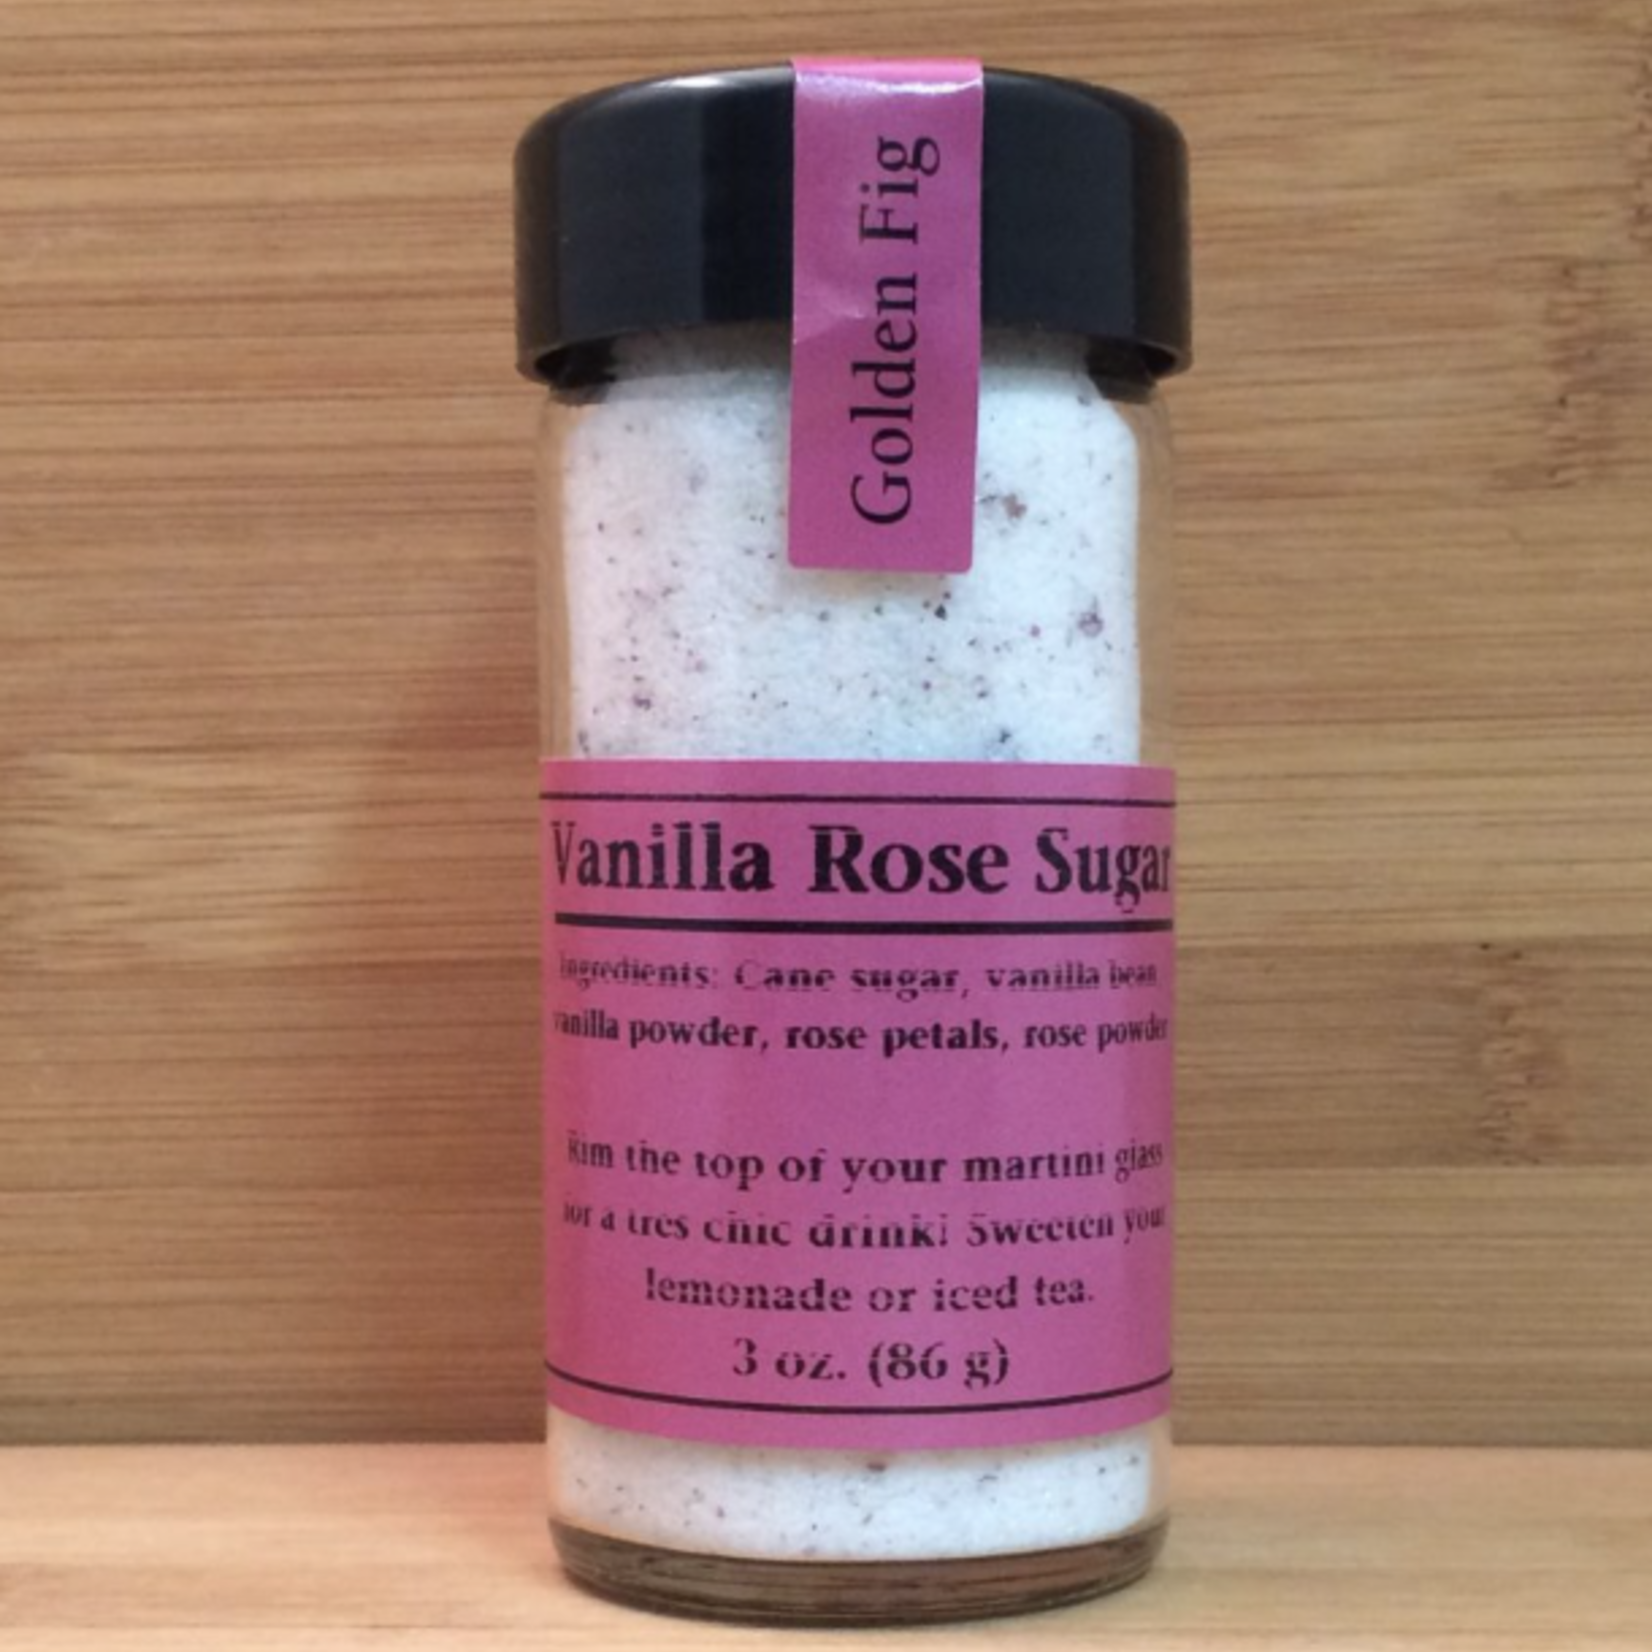 Golden Fig
Vanilla Rose Sugar
Ingredients: Cane sugar, vanilla bean
vanilla powder, rose petals, rose powder
Rim the top of your martini glass
for a tres chic drink! Sweeten your
lemonade or iced tea.
3 oz. (86 g)